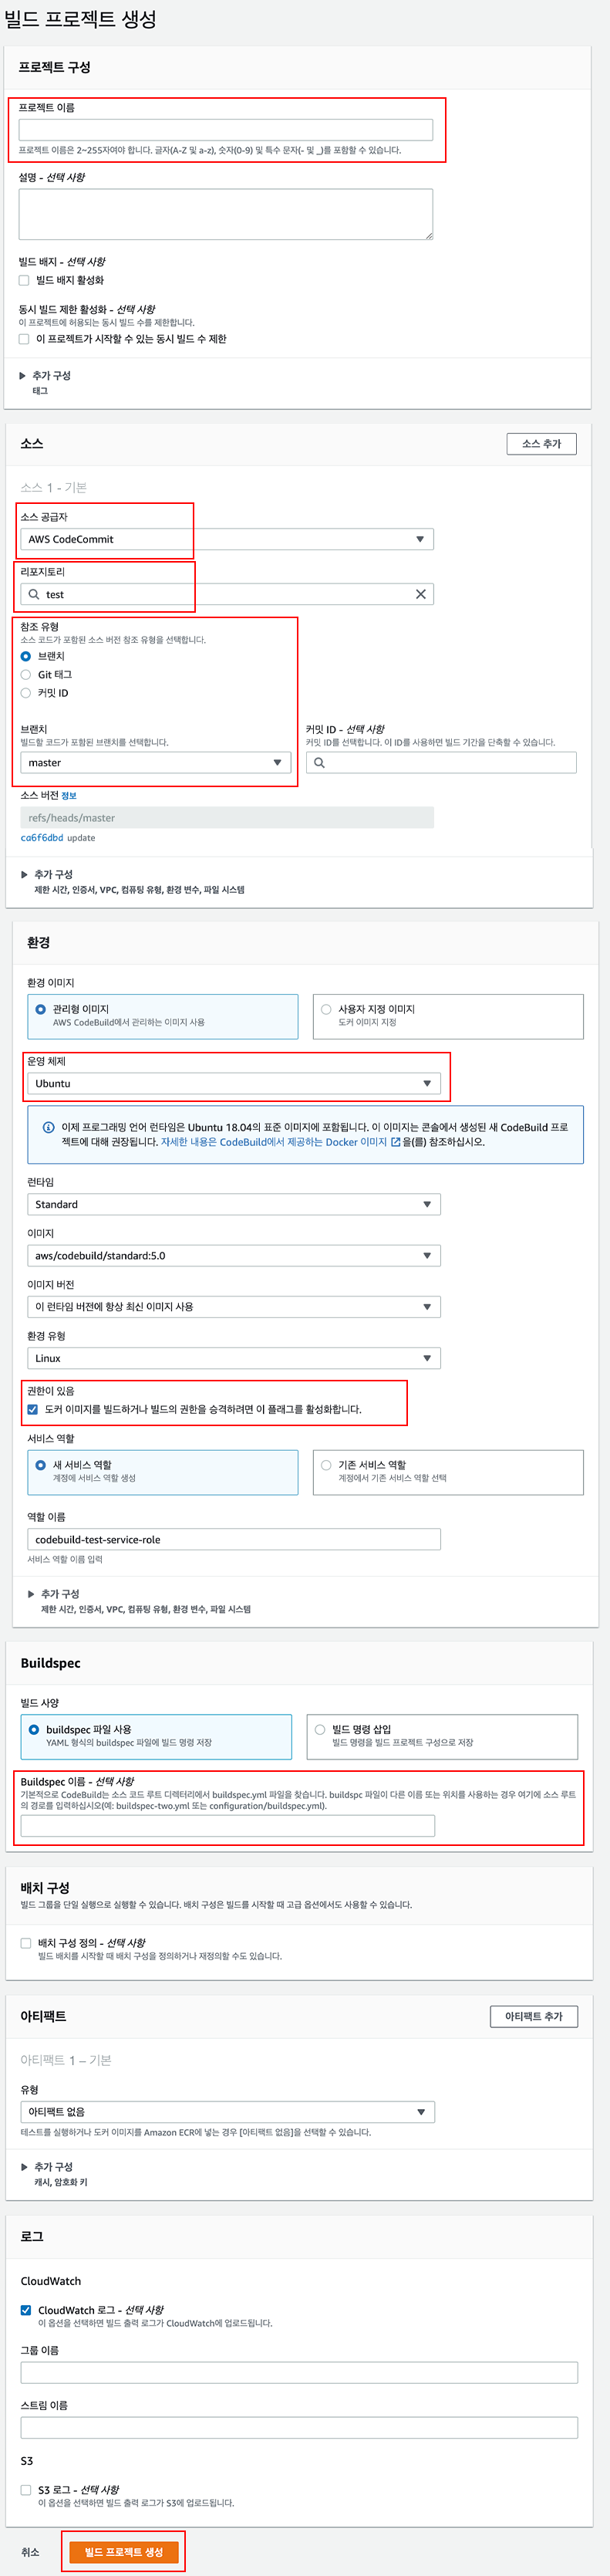 빌드 프로젝트 생성
프로젝트 구성
프로젝트 이름
프로젝트 이름은 2~255자여야 합니다. 글자(A-Z 및 a-z), 숫자(0-9) 및 특수 문자(- 및 _)를 포함할 수 있습니다.
설명 - 선택 사항
빌드 배지 - 선택 사항
빌드 배지 활성화
동시 빌드 제한 활성화 - 선택 사항
이 프로젝트에 허용되는 동시 빌드 수를 제한합니다.
이 프로젝트가 시작할 수 있는 동시 빌드 수 제한
추가 구성
태그
소스
소스 추가
소스 1 - 기본
소스 공급자
AWS CodeCommit
리포지토리
test
참조 유형
소스 코드가 포함된 소스 버전 참조 유형을 선택합니다.
브랜치
Git 태그
커밋 ID
브랜치
빌드할 코드가 포함된 브랜치를 선택합니다.
master
커밋 ID - 선택 사항
커밋 ID를 선택합니다. 이 ID를 사용하면 빌드 기간을 단축할 수 있습니다.
소스 버전 정보
refs/heads/master
ca6f6dbd update
추가 구성
제한 시간, 인증서, VPC, 컴퓨팅 유형, 환경 변수, 파일 시스템
환경
환경 이미지
관리형 이미지
AWS CodeBuild에서 관리하는 이미지 사용
사용자 지정 이미지
도커 이미지 지정
운영 체제
Ubuntu
이제 프로그래밍 언어 런타임은 Ubuntu 18.04의 표준 이미지에 포함됩니다. 이 이미지는 콘솔에서 생성된 새 CodeBuild 프로
젝트에 대해 권장됩니다. 자세한 내용은 CodeBuild에서 제공하는 Docker 이미지 을(를) 참조하십시오.
런타임
Standard
이미지
aws/codebuild/standard:5.0
이미지 버전
이 런타임 버전에 항상 최신 이미지 사용
환경 유형
Linux
권한이 있음
도커 이미지를 빌드하거나 빌드의 권한을 승격하려면 이 플래그를 활성화합니다.
서비스 역할
새 서비스 역할
계정에 서비스 역할 생성
기존 서비스 역할
계정에서 기존 서비스 역할 선택
역할 이름
codebuild-test-service-role
서비스 역할 이름 입력
추가 구성
제한 시간, 인증서, VPC, 컴퓨팅 유형, 환경 변수, 파일 시스템
Buildspec
빌드 사양
buildspec 파일 사용
YAML 형식의 buildspec 파일에 빌드 명령 저장
빌드 명령 삽입
빌드 명령을 빌드 프로젝트 구성으로 저장
Buildspec 이름 - 선택 사항
기본적으로 CodeBuild는 소스 코드 루트 디렉터리에서 buildspec.yml 파일을 찾습니다. buildspc 파일이 다른 이름 또는 위치를 사용하는 경우 여기에 소스 루트
의 경로를 입력하십시오(예: buildspec-two.yml 또는 configuration/buildspec.yml).
배치 구성
빌드 그룹을 단일 실행으로 실행할 수 있습니다. 배치 구성은 빌드를 시작할 때 고급 옵션에서도 사용할 수 있습니다.
배치 구성 정의 - 선택 사항
빌드 배치를 시작할 때 배치 구성을 정의하거나 재정의할 수도 있습니다.
아티팩트
아티팩트 추가
아티팩트 1 – 기본
유형
아티팩트 없음
테스트를 실행하거나 도커 이미지를 Amazon ECR에 넣는 경우 [아티팩트 없음]을 선택할 수 있습니다.
추가 구성
캐시, 암호화 키
로그
CloudWatch
CloudWatch 로그 - 선택 사항
이 옵션을 선택하면 빌드 출력 로그가 CloudWatch에 업로드됩니다.
그룹 이름
스트림 이름
S3
S3 로그 - 선택 사항
이 옵션을 선택하면 빌드 출력 로그가 S3에 업로드됩니다.
취소
빌드 프로젝트 생성